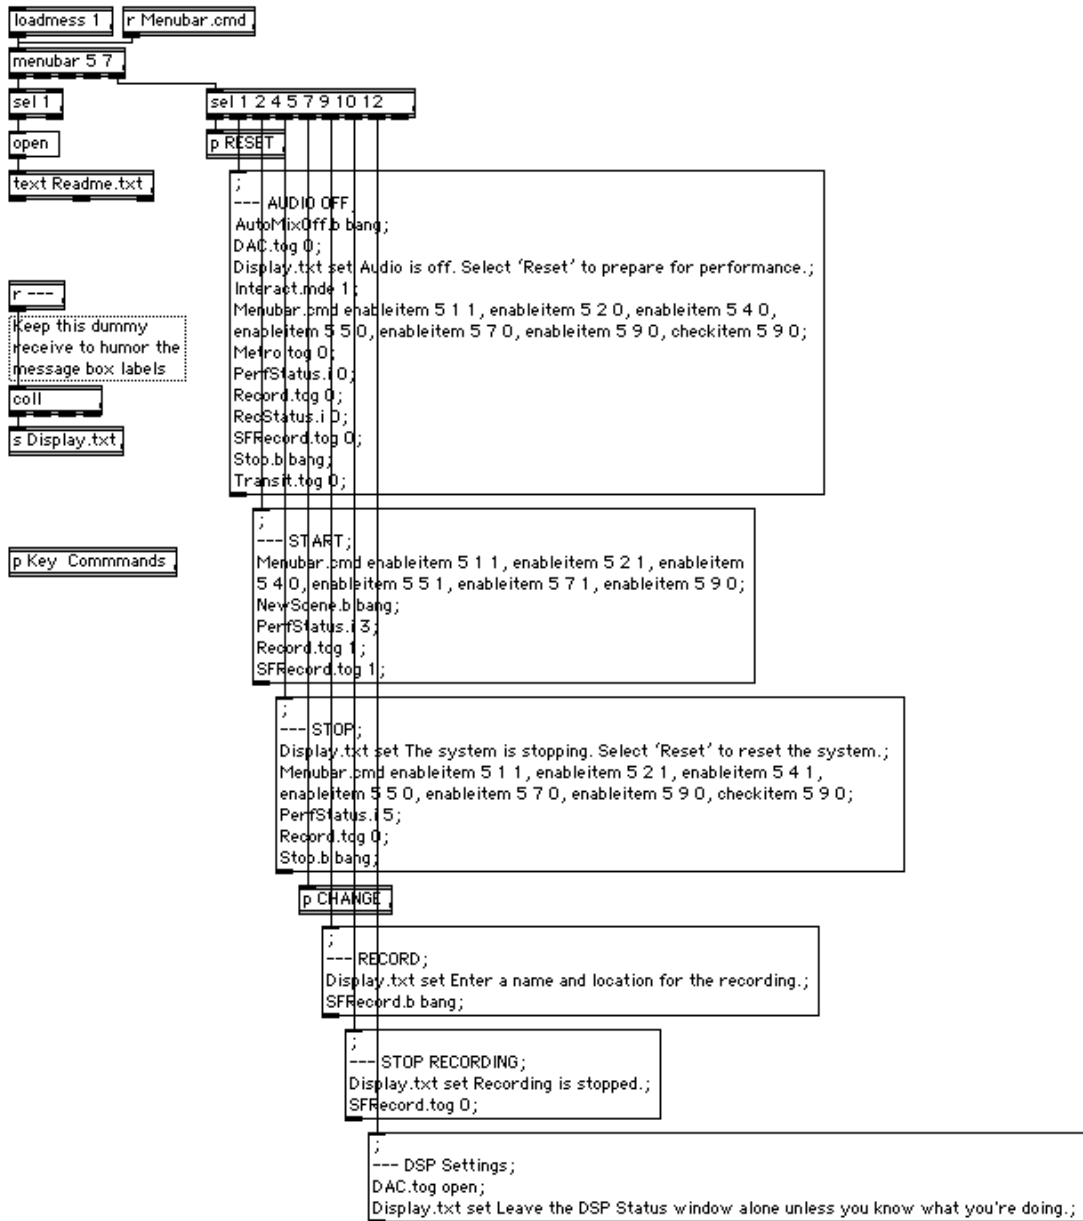 loadmess 1
r Menubar.cmd
menubar 5 7
sel 1
sel 1 2 4 5 7 9 10 12
open
p RESET
text Readme.txt
;
--- AUDIO OFF;
AutoMixOff.b bang;
DAC.tog 0;
Display.txt set Audio is off. Select ‘Reset’ to prepare for performance.;
Interact.mde 1;
Menubar.cmd enableitem 5 1 1, enableitem 5 2 0, enableitem 5 4 0,
enableitem 5 5 0, enableitem 5 7 0, enableitem 5 9 0, checkitem 5 9 0;
Metro.tog 0;
PerfStatus.i 0;
Record.tog 0;
RecStatus.i 0;
SFRecord.tog 0;
Stop.b bang;
Transit.tog 0;
r ---
Keep this dummy
receive to humor the
message box labels
coll
s Display.txt
p Key Commmands
;
--- START;
Menubar.cmd enableitem 5 1 1, enableitem 5 2 1, enableitem
5 4 0, enableitem 5 5 1, enableitem 5 7 1, enableitem 5 9 0;
NewScene.b bang;
PerfStatus.i 3;
Record.tog 1;
SFRecord.tog 1;
;
--- STOP;
Display.txt set The system is stopping. Select ‘Reset’ to reset the system.;
Menubar.cmd enableitem 5 1 1, enableitem 5 2 1, enableitem 5 4 1,
enableitem 5 5 0, enableitem 5 7 0, enableitem 5 9 0, checkitem 5 9 0;
PerfStatus.i 5;
Record.tog 0;
Stop.b bang;
p CHANGE
;
--- RECORD;
Display.txt set Enter a name and location for the recording.;
SFRecord.b bang;
;
--- STOP RECORDING;
Display.txt set Recording is stopped.;
SFRecord.tog 0;
;
--- DSP Settings;
DAC.tog open;
Display.txt set Leave the DSP Status window alone unless you know what you're doing.;